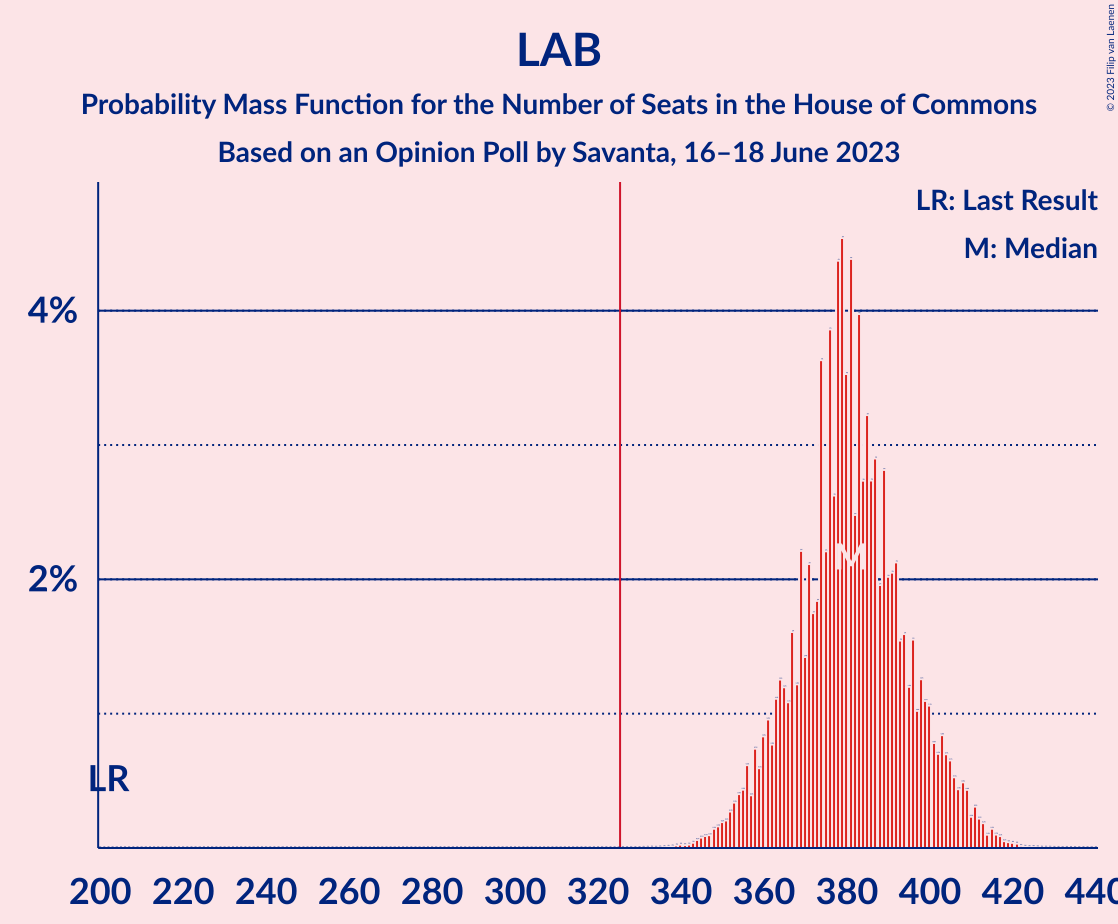 LAB
Probability Mass Function for the Number of Seats in the House of Commons
Based on an Opinion Poll by Savanta, 16–18 June 2023
© 2023 Filip van Laenen
LR: Last Result
M: Median
4%
2%
M
LR
200 220 240 260 280 300 320 340 360 380 400 420 440